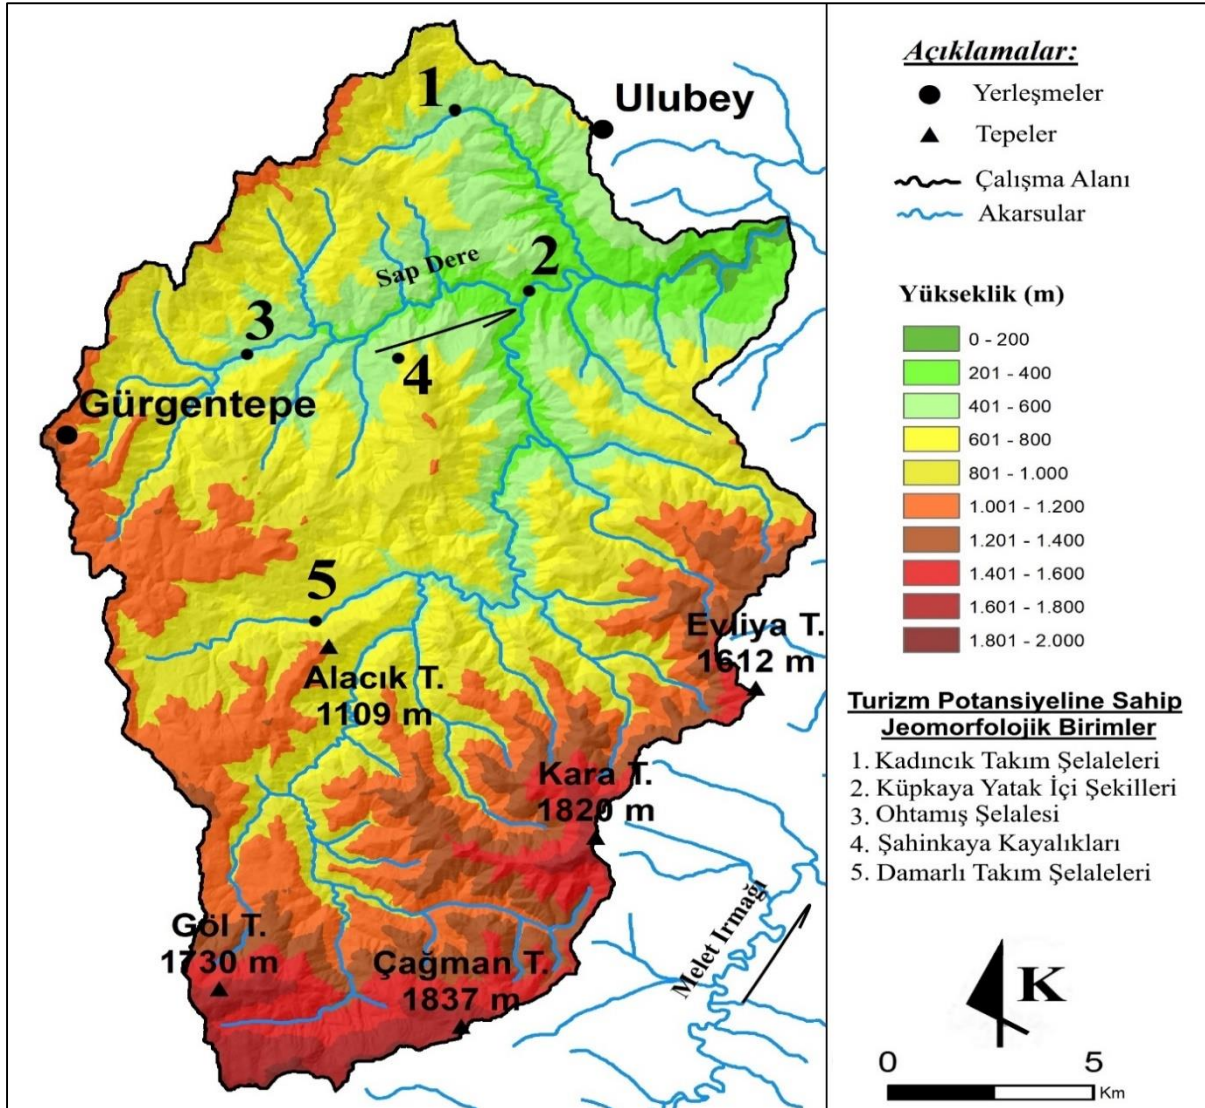 1
Ulubey
2
Sap Dere
3
4
Gürgentepe
5
Evliya T.
1612 m
Alacık T.
1109 m
Kara T.
1820 m
Göl T.
1730 m
Çağman T.
1837 m
Melet Irmağı
Açıklamalar:
Yerleşmeler
Tepeler
Çalışma Alanı
Akarsular
Yükseklik (m)
0 - 200
201 - 400
401 - 600
601 - 800
801 - 1.000
1.001 - 1.200
1.201 - 1.400
1.401 - 1.600
1.601 - 1.800
1.801 - 2.000
Turizm Potansiyeline Sahip
Jeomorfolojik Birimler
1. Kadıncık Takım Şelaleleri
2. Küpkaya Yatak İçi Şekilleri
3. Ohtamış Şelalesi
4. Şahinkaya Kayalıkları
5. Damarlı Takım Şelaleleri
K
0 5
Km